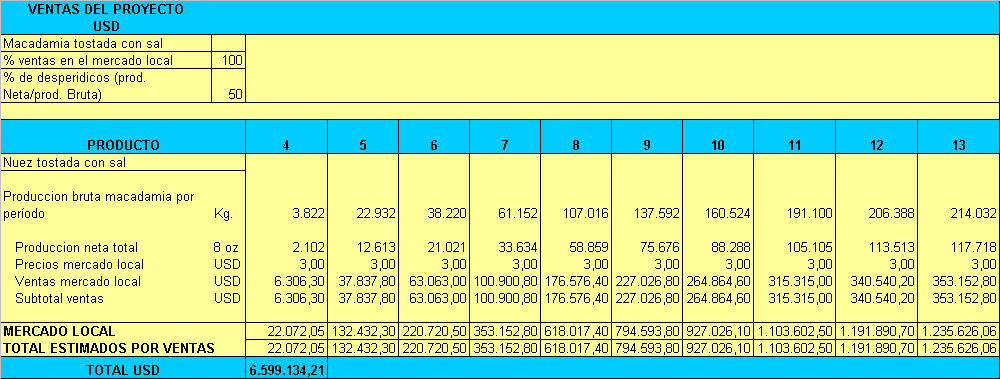 VENTAS DEL PROYECTO
USD
Macadamia tostada con sal
% ventas en el mercado local 100
% de desperidicos (prod.
Neta/prod. Bruta) 50
PRODUCTO 4 5 6 7 8 9 10 11 12 13
Nuez tostada con sal
Produccion bruta macadamia por
período Kg. 3.822 22.932 38.220 61.152 107.016 137.592 160.524 191.100 206.388 214.032
Produccion neta total 8 oz 2.102 12.613 21.021 33.634 58.859 75.676 88.288 105.105 113.513 117.718
Precios mercado local USD 3,00 3,00 3,00 3,00 3,00 3,00 3,00 3,00 3,00 3,00
Ventas mercado local USD 6.306,30 37.837,80 63.063,00 100.900,80 176.576,40 227.026,80 264.864,60 315.315,00 340.540,20 353.152,80
Subtotal ventas USD 6.306,30 37.837,80 63.063,00 100.900,80 176.576,40 227.026,80 264.864,60 315.315,00 340.540,20 353.152,80
MERCADO LOCAL 22.072,05 132.432,30 220.720,50 353.152,80 618.017,40 794.593,80 927.026,10 1.103.602,50 1.191.890,70 1.235.626,06
TOTAL ESTIMADOS POR VENTAS 22.072,05 132.432,30 220.720,50 353.152,80 618.017,40 794.593,80 927.026,10 1.103.602,50 1.191.890,70 1.235.626,06
TOTAL USD 6.599.134,21